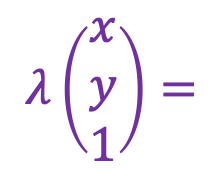 λ(x
y
1) =